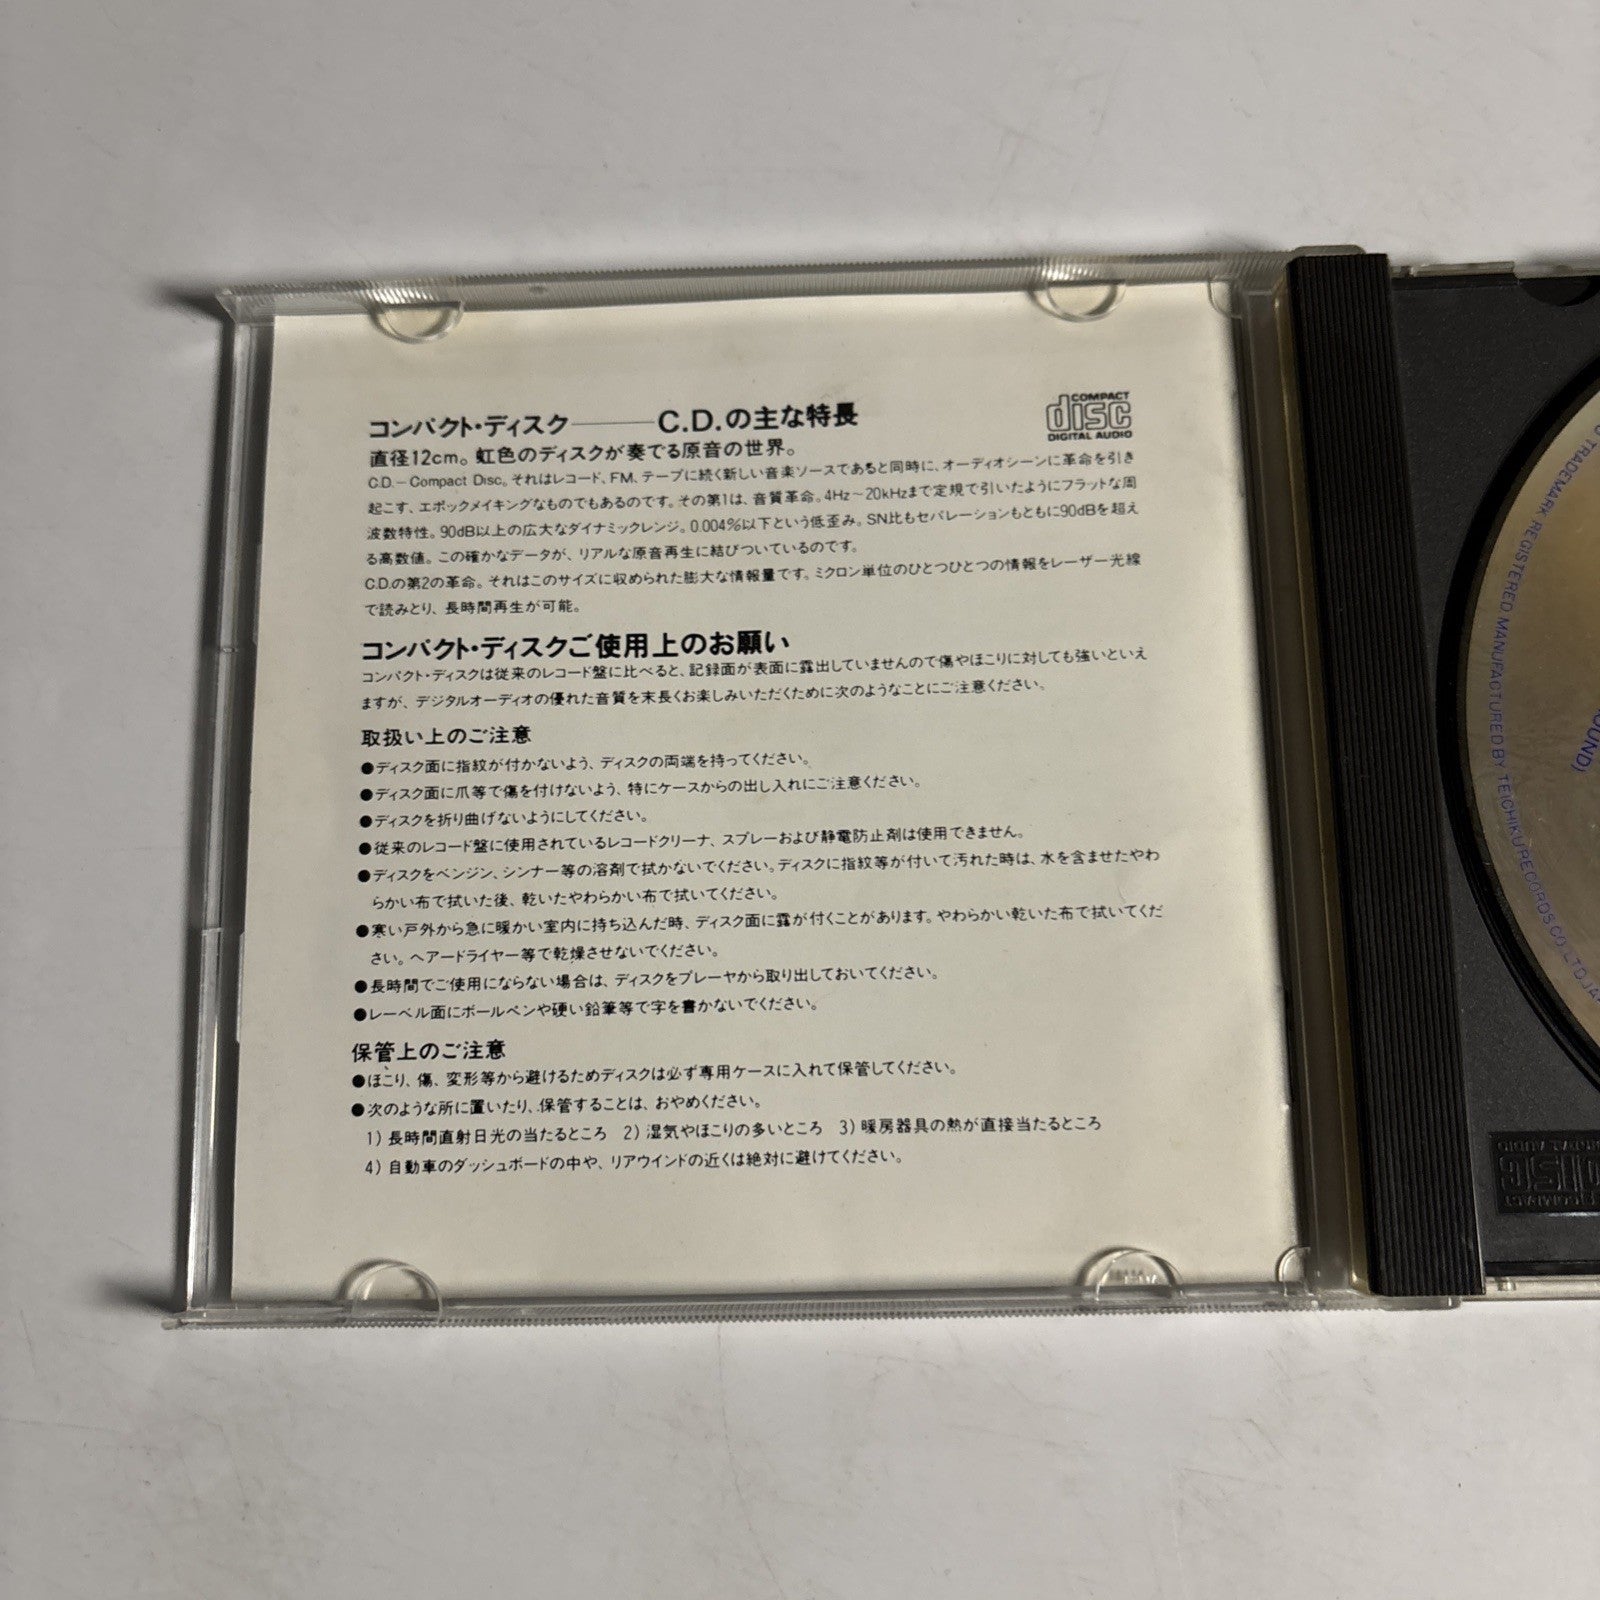 コンパクト・ディスク───C.D.の主な特長
COMPACT
disc
DIGITAL AUDIO
直径12cm。虹色のディスクが奏でる原音の世界。
C.D.－Compact Disc。それはレコード、FM、テープに続く新しい音楽ソースであると同時に、オーディオシーンに革命を引き
起こす、エポックメイキングなものでもあるのです。その第1は、音質革命。4Hz～20kHzまで定規で引いたようにフラットな周
波数特性。90dB以上の広大なダイナミックレンジ。0.004%以下という低歪み。SN比もセパレーションもともに90dBを超え
る高数値。この確かなデータが、リアルな原音再生に結びついているのです。
C.D.の第2の革命。それはこのサイズに収められた膨大な情報量です。ミクロン単位のひとつひとつの情報をレーザー光線
で読みとり、長時間再生が可能。
コンパクト・ディスクご使用上のお願い
コンパクト・ディスクは従来のレコード盤に比べると、記録面が表面に露出していませんので傷やほこりに対しても強いといえ
ますが、デジタルオーディオの優れた音質を末長くお楽しみいただくために次のようなことにご注意ください。
取扱い上のご注意
●ディスク面に指紋が付かないよう、ディスクの両端を持ってください。
●ディスク面に爪等で傷を付けないよう、特にケースからの出し入れにご注意ください。
●ディスクを折り曲げないようにしてください。
●従来のレコード盤に使用されているレコードクリーナ、スプレーおよび静電防止剤は使用できません。
●ディスクをベンジン、シンナー等の溶剤で拭かないでください。ディスクに指紋等が付いて汚れた時は、水を含ませたやわ
らかい布で拭いた後、乾いたやわらかい布で拭いてください。
●寒い戸外から急に暖かい室内に持ち込んだ時、ディスク面に露が付くことがあります。やわらかい乾いた布で拭いてくだ
さい。ヘアードライヤー等で乾燥させないでください。
●長時間でご使用にならない場合は、ディスクをプレーヤから取り出しておいてください。
●レーベル面にボールペンや硬い鉛筆等で字を書かないでください。
保管上のご注意
●ほこり、傷、変形等から避けるためディスクは必ず専用ケースに入れて保管してください。
●次のような所に置いたり、保管することは、おやめください。
1) 長時間直射日光の当たるところ 2) 湿気やほこりの多いところ 3) 暖房器具の熱が直接当たるところ
4) 自動車のダッシュボードの中や、リアウインドの近くは絶対に避けてください。
TRADEMARK REGISTERED. MANUFACTURED BY TEICHIKU RECORDS CO., LTD.
COMPACT
disc